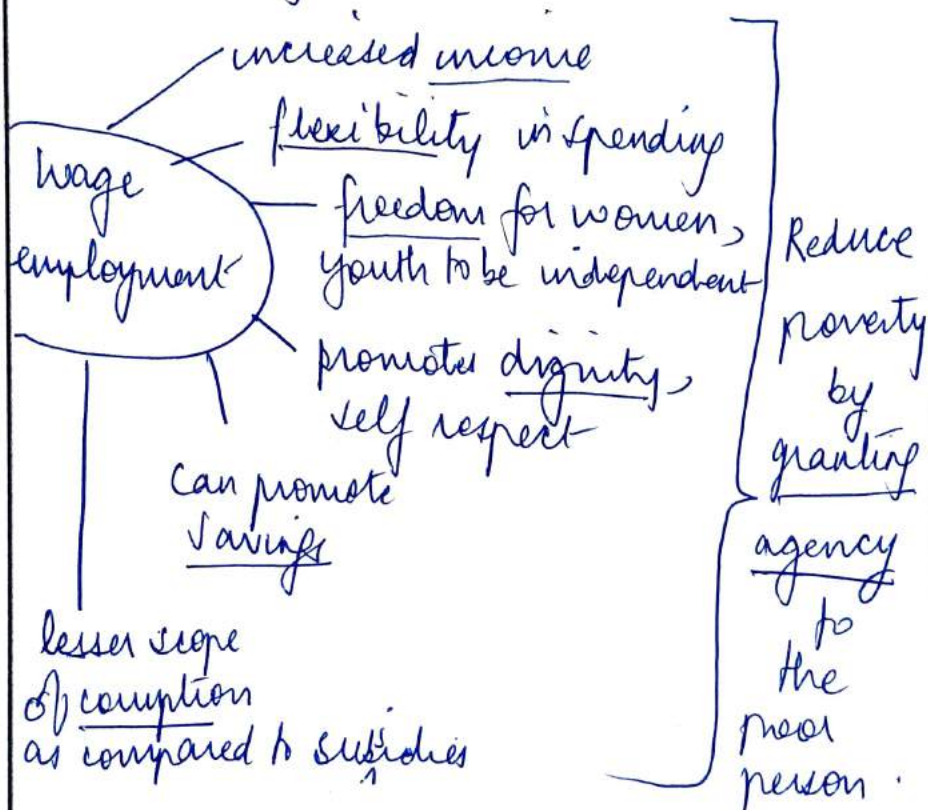 increased income
flexibility in spending
wage
employment
freedom for women,
youth to be independent
promotes dignity,
self respect
can promote
savings
lesser scope
of corruption
as compared to subsidies
Reduce
poverty
by
granting
agency
to
the
poor
person.